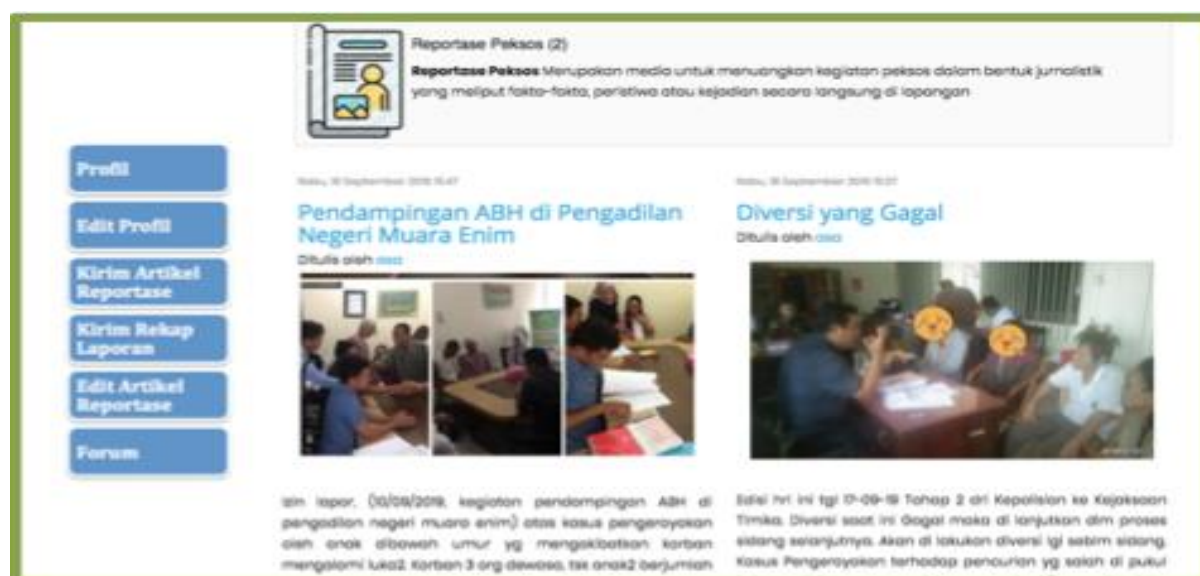 Reportase Peksos (2)
Reportase Peksos Merupakan media untuk menuangkan kegiatan peksos dalam bentuk jurnalistik
yang meliput fakta-fakta, peristiwa atau kejadian secara langsung di lapangan
Profil
Edit Profil
Kirim Artikel
Reportase
Kirim Rekap
Laporan
Edit Artikel
Reportase
Forum
Pendampingan ABH di Pengadilan
Negeri Muara Enim
Ditulis oleh
Izin lapor, (10/09/2019, kegiatan pendampingan ABH di
pengadilan negeri muara enim) atas kasus pengeroyokan
oleh anak dibawah umur yg mengakibatkan korban
mengalami luka2. Korban 3 org dewasa, tsk anak2 berjumlah
Diversi yang Gagal
Ditulis oleh
Edisi hri ini tgl 17-09-19 Tahap 2 dri Kepolisian ke Kejaksaan
Timika. Diversi saat ini Gagal maka di lanjutkan dlm proses
sidang selanjutnya. Akan di lakukan diversi lgi sablm sidang.
Kasus Pengeroyokan terhadap pencurian yg salah di pukul